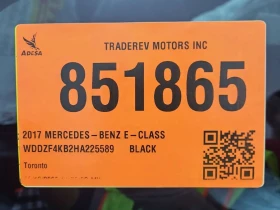 ADESA
TRADEREV MOTORS INC
851865
2017 MERCEDES-BENZ E-CLASS
WDDZF4KB2HA225589 BLACK
Toronto